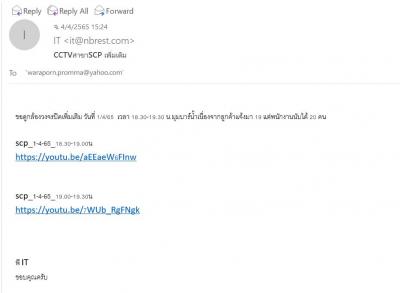 Reply Reply All Forward
จ. 4/4/2565 15:24
I
IT <it@nbrest.com>
CCTVสาขาSCP เพิ่มเติม
To 'waraporn.promma@yahoo.com'
ขอดูกล้องวงจรปิดเพิ่มเติม วันที่ 1/4/65 เวลา 18.30-19.30 น.มุมบาร์น้ำเนื่องจากลูกค้าแจ้งมา 19 แต่พนักงานนับได้ 20 คน
scp_1-4-65_18.30-19.00น
https://youtu.be/aEEaeW6FInw
scp_1-4-65_19.00-19.30น
https://youtu.be/7WUb_RgFNgk
พี่ IT
ขอบคุณครับ